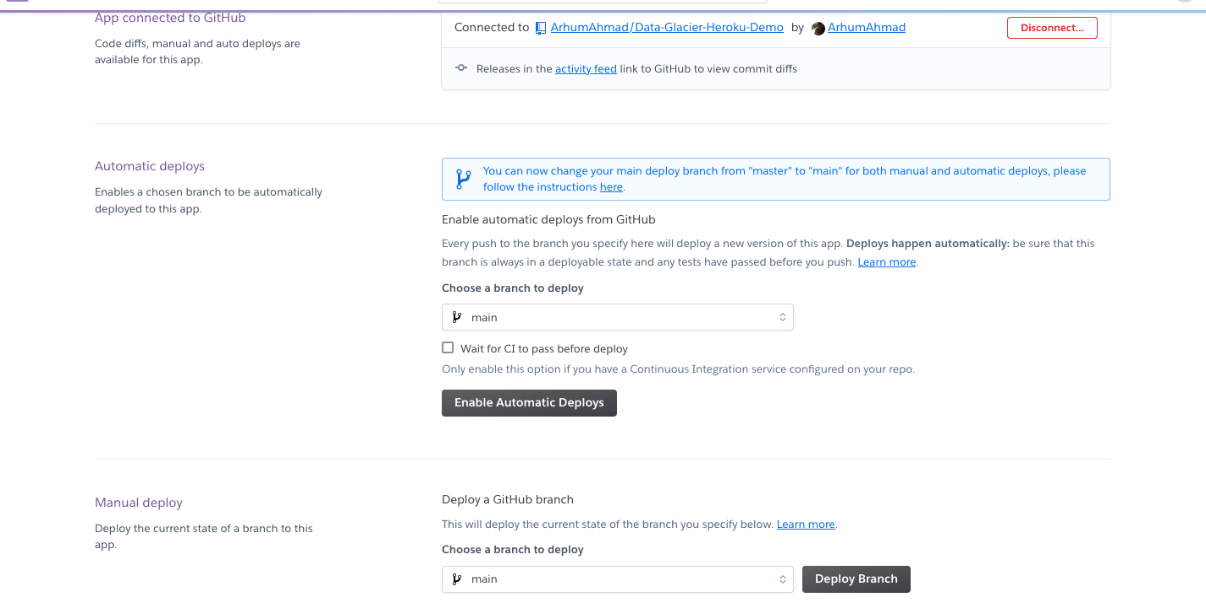 App connected to GitHub
Code diffs, manual and auto deploys are
available for this app.
Connected to ArhumAhmad/Data-Glacier-Heroku-Demo by ArhumAhmad
Disconnect...
Releases in the activity feed link to GitHub to view commit diffs
Automatic deploys
Enables a chosen branch to be automatically
deployed to this app.
You can now change your main deploy branch from "master" to "main" for both manual and automatic deploys, please
follow the instructions here.
Enable automatic deploys from GitHub
Every push to the branch you specify here will deploy a new version of this app. Deploys happen automatically: be sure that this
branch is always in a deployable state and any tests have passed before you push. Learn more.
Choose a branch to deploy
main
Wait for CI to pass before deploy
Only enable this option if you have a Continuous Integration service configured on your repo.
Enable Automatic Deploys
Manual deploy
Deploy the current state of a branch to this
app.
Deploy a GitHub branch
This will deploy the current state of the branch you specify below. Learn more.
Choose a branch to deploy
main
Deploy Branch